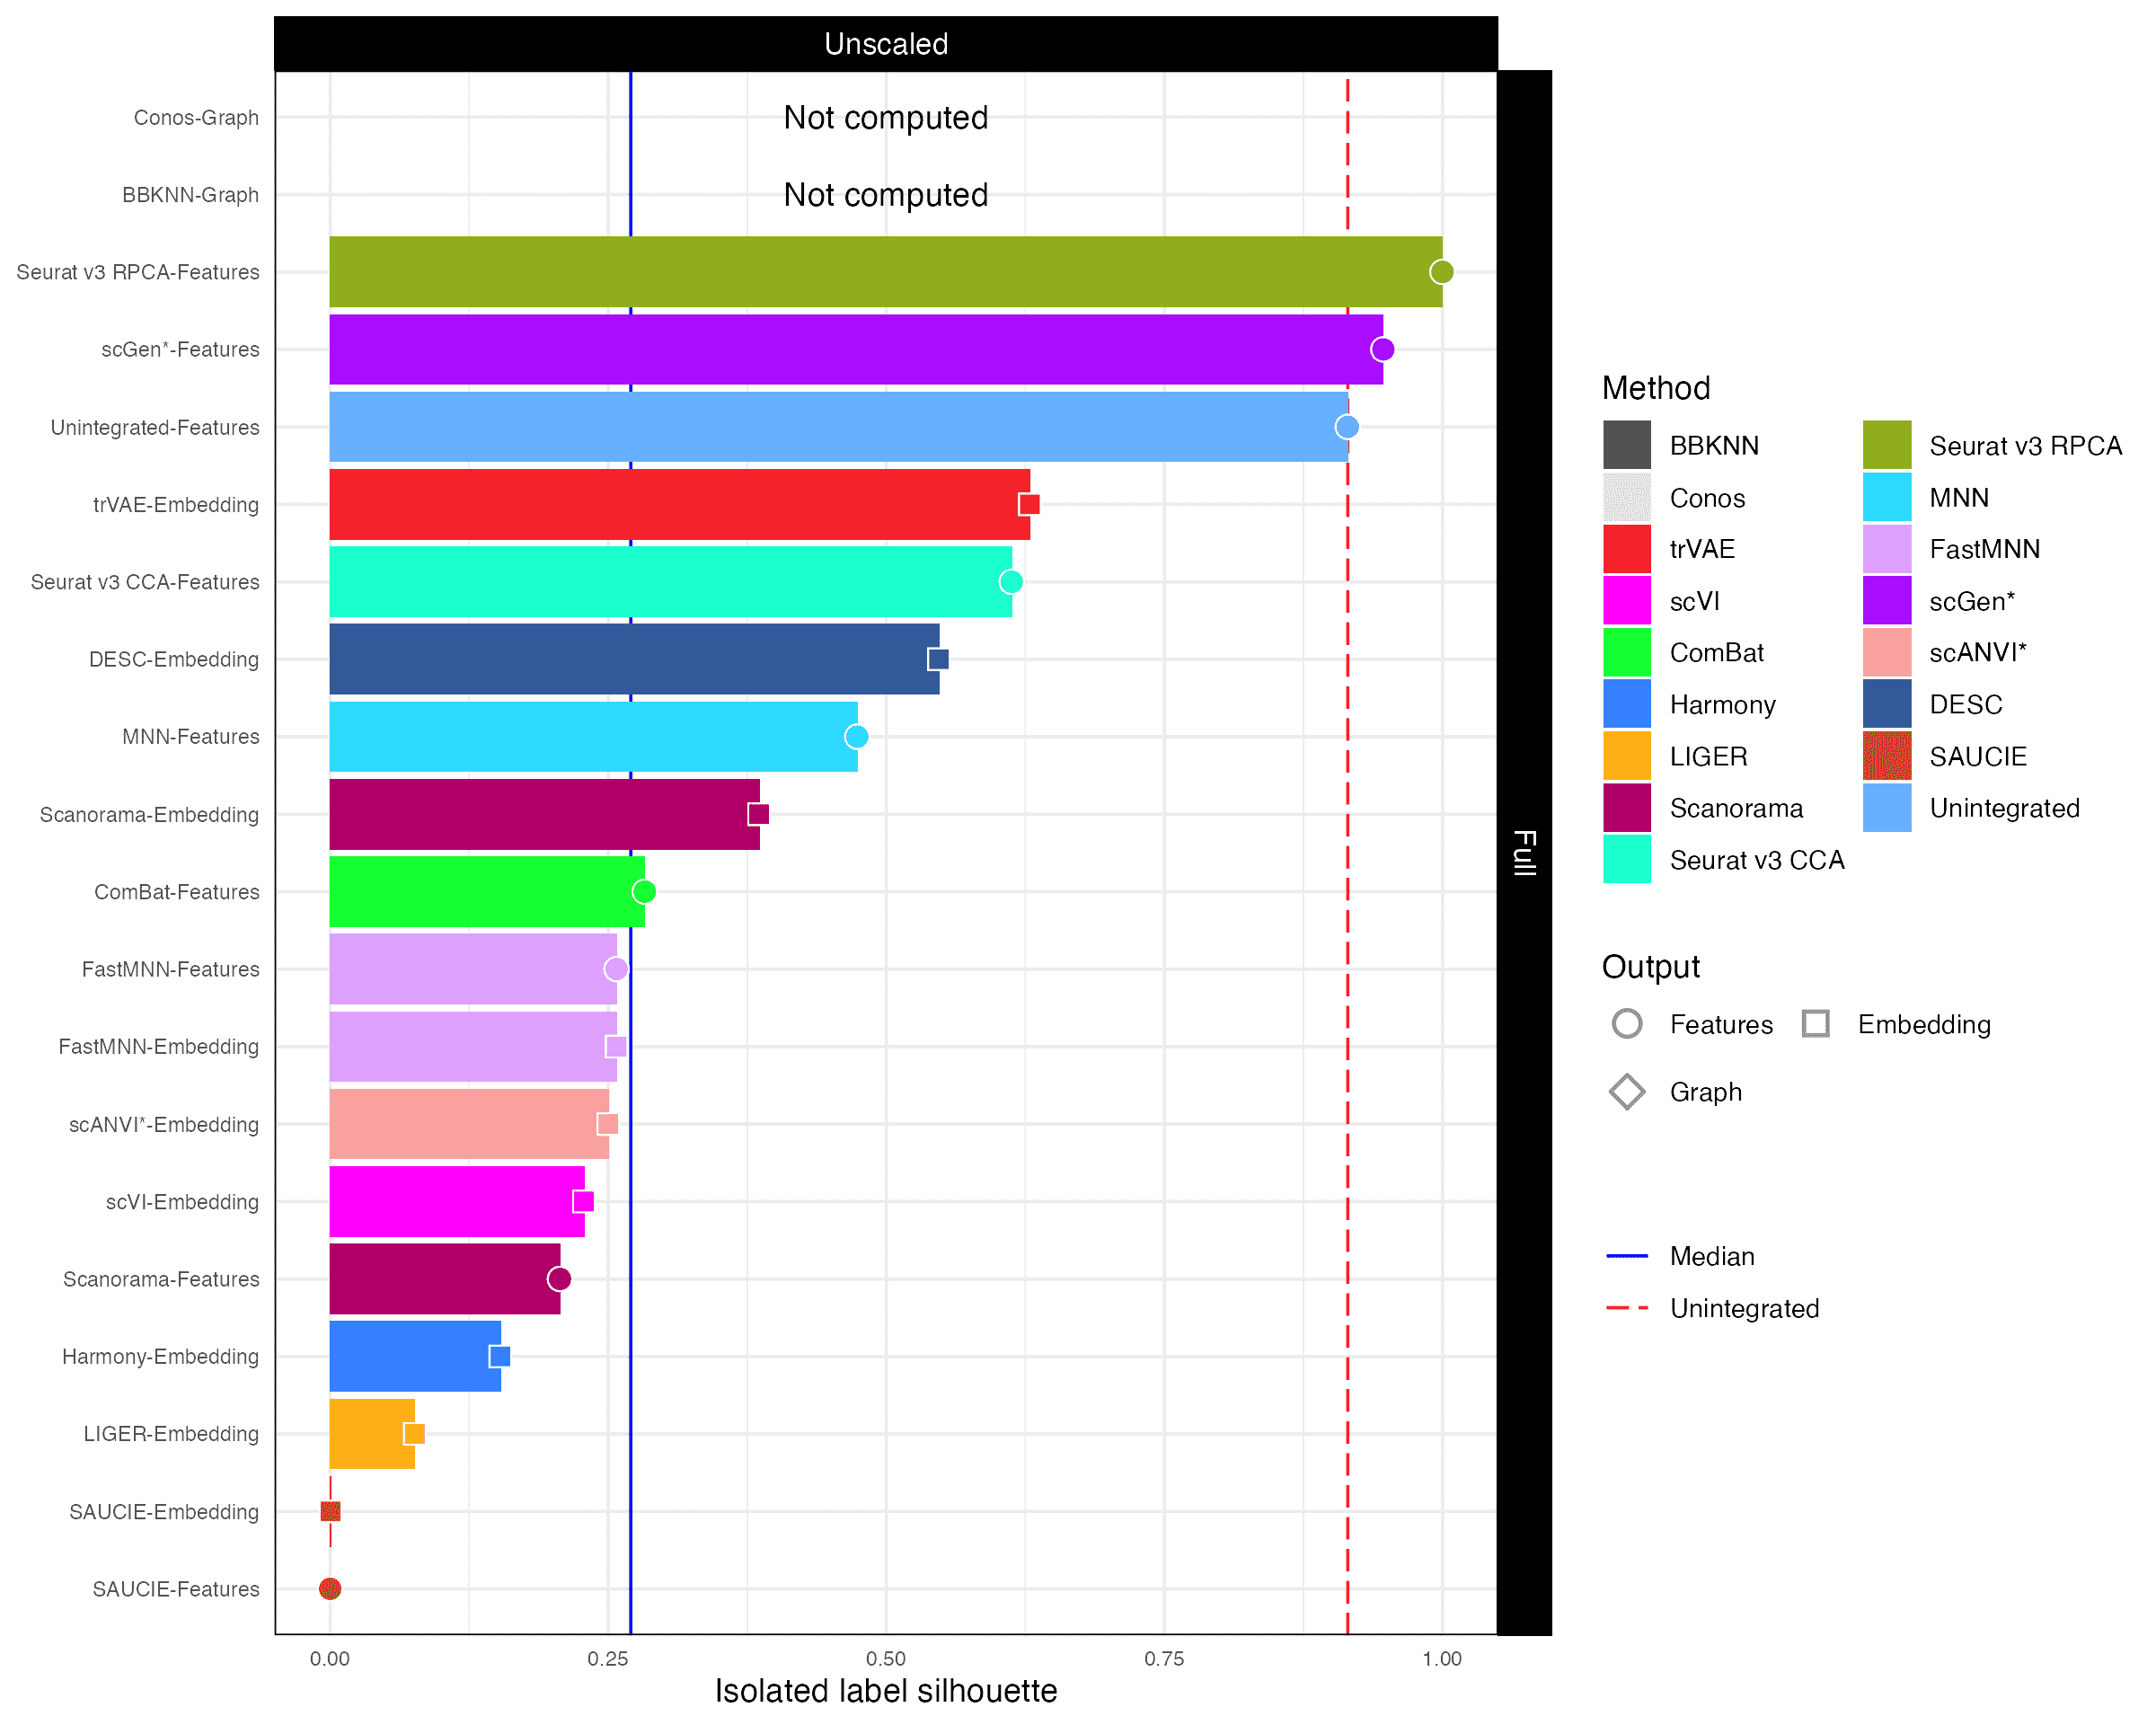 Unscaled
Conos-Graph
Not computed
BBKNN-Graph
Not computed
Seurat v3 RPCA-Features
scGen*-Features
Unintegrated-Features
trVAE-Embedding
Seurat v3 CCA-Features
DESC-Embedding
MNN-Features
Scanorama-Embedding
ComBat-Features
FastMNN-Features
FastMNN-Embedding
scANVI*-Embedding
scVI-Embedding
Scanorama-Features
Harmony-Embedding
LIGER-Embedding
SAUCIE-Embedding
SAUCIE-Features
0.00 0.25 0.50 0.75 1.00
Isolated label silhouette
Full
Method
BBKNN
Conos
trVAE
scVI
ComBat
Harmony
LIGER
Scanorama
Seurat v3 CCA
Seurat v3 RPCA
MNN
FastMNN
scGen*
scANVI*
DESC
SAUCIE
Unintegrated
Output
Features Embedding
Graph
Median
Unintegrated